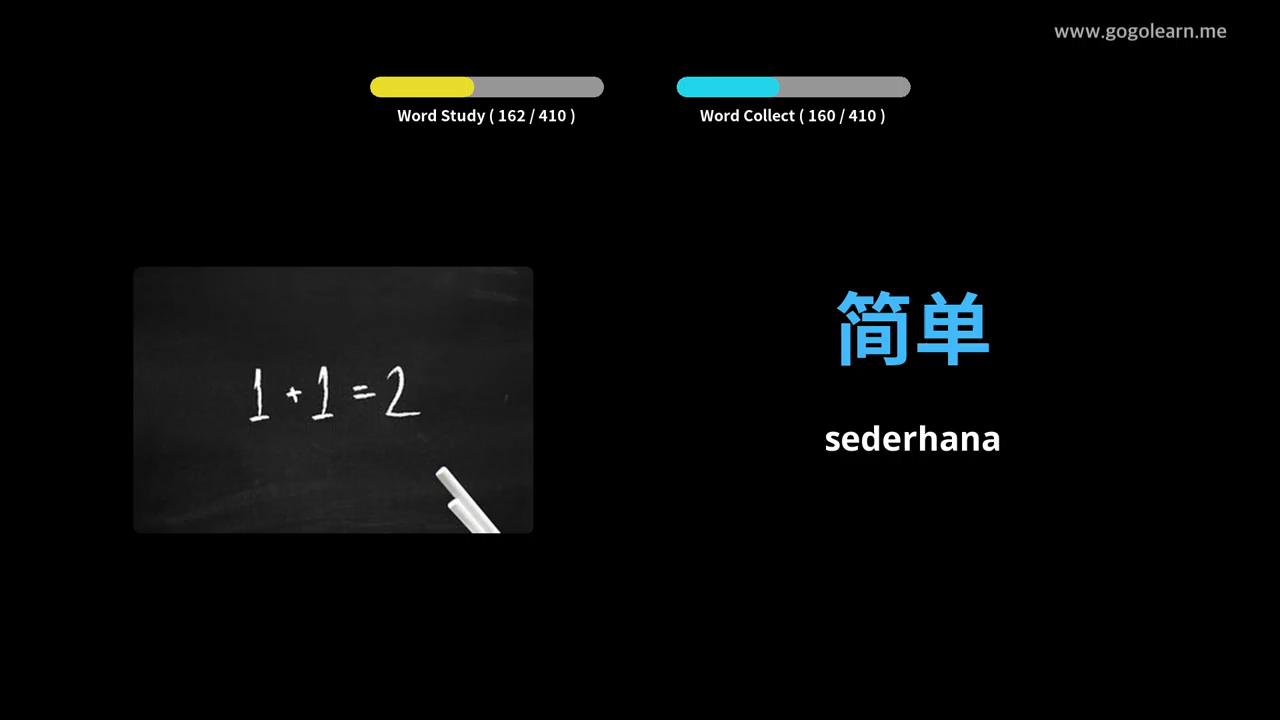 www.gogolearn.me
Word Study ( 162 / 410 )
Word Collect ( 160 / 410 )
1 + 1 = 2
简单
sederhana